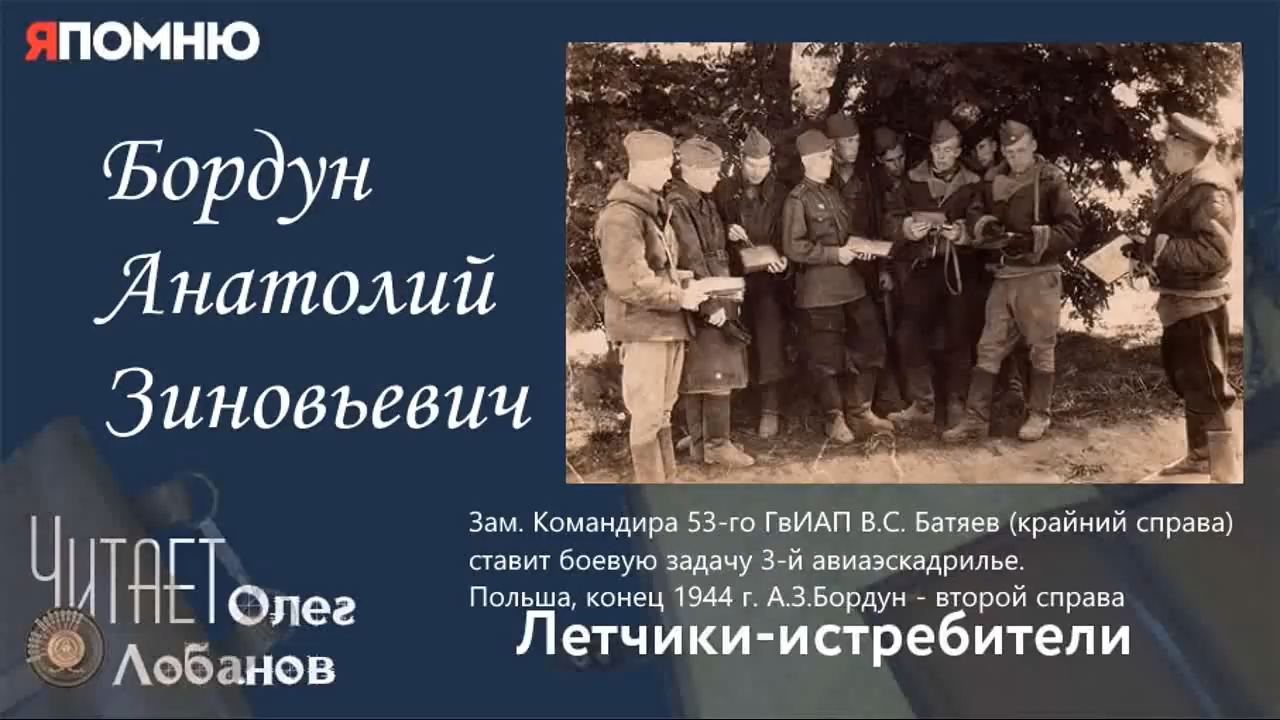 ЯПОМНЮ
Бордун
Анатолий
Зиновьевич
Зам. Командира 53-го ГвИАП В.С. Батяев (крайний справа)
ставит боевую задачу 3-й авиаэскадрилье.
Польша, конец 1944 г. А.З.Бордун - второй справа
Летчики-истребители
Читает
Олег
Лобанов